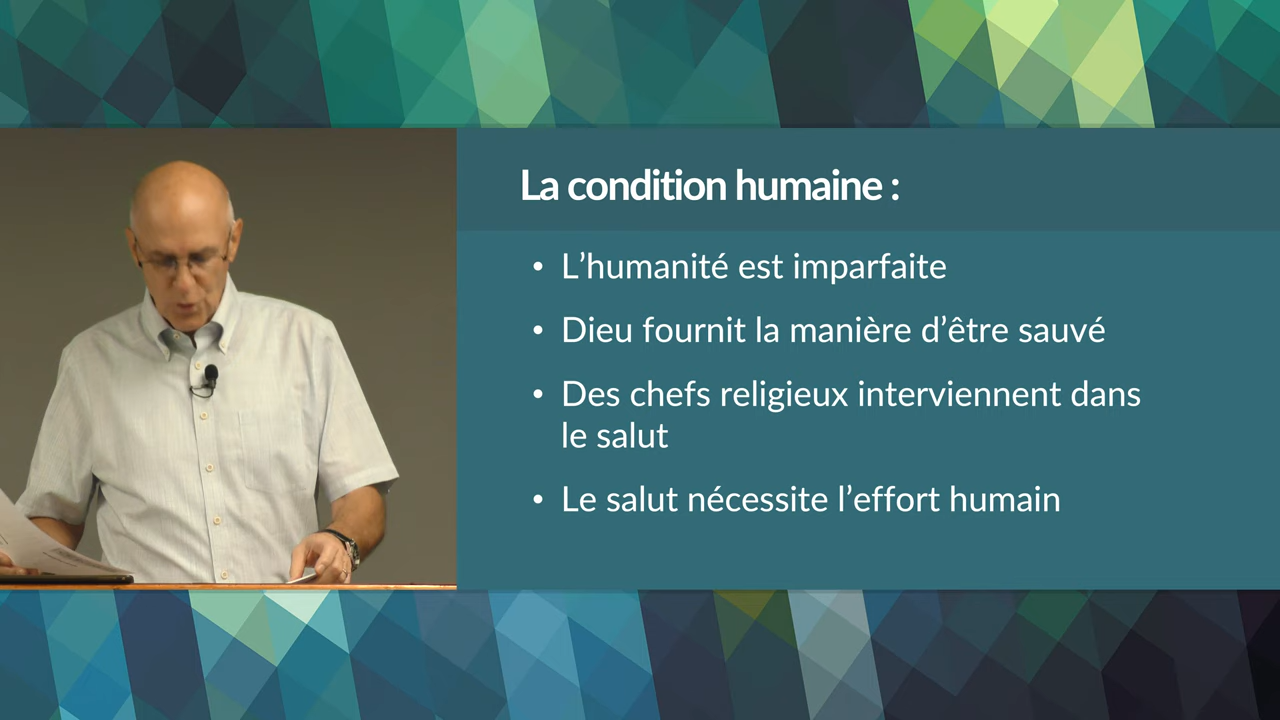 La condition humaine :
• L’humanité est imparfaite
• Dieu fournit la manière d’être sauvé
• Des chefs religieux interviennent dans
le salut
• Le salut nécessite l’effort humain